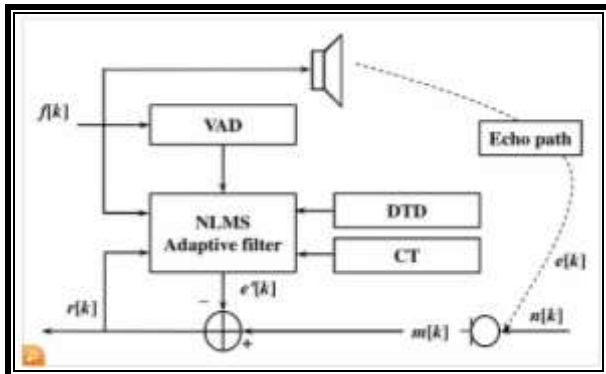 f[k]
VAD
Echo path
NLMS
Adaptive filter
DTD
CT
e[k]
r[k]
−
e'[k]
+
m[k]
n[k]